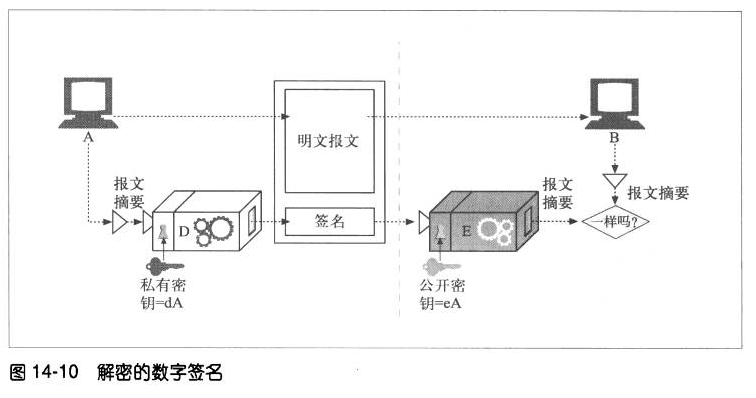 A
B
明文报文
报文
摘要
D
签名
E
报文
摘要
报文摘要
一样吗?
私有密
钥=dA
公开密
钥=eA
图 14-10 解密的数字签名